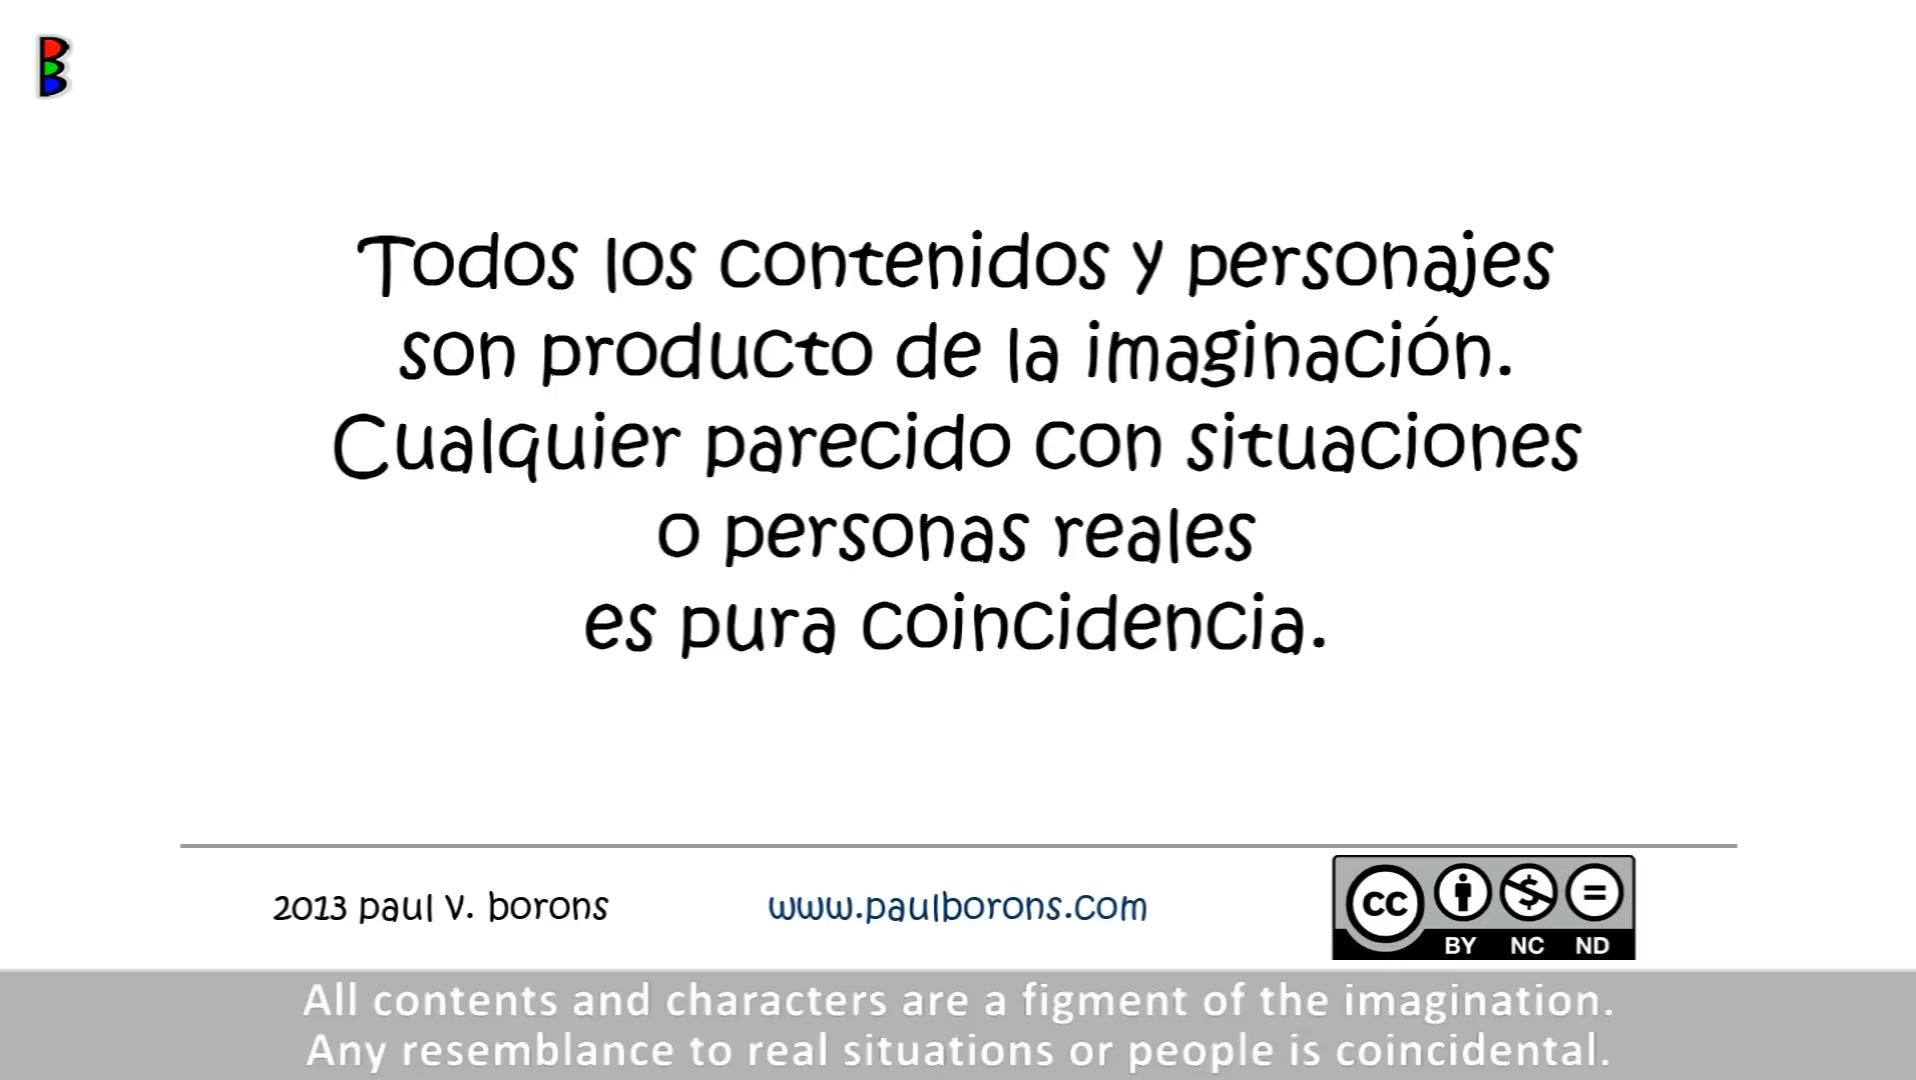 B
Todos los contenidos y personajes
son producto de la imaginación.
Cualquier parecido con situaciones
o personas reales
es pura coincidencia.
2013 paul v. borons
www.paulborons.com
cc
BY NC ND
All contents and characters are a figment of the imagination.
Any resemblance to real situations or people is coincidental.